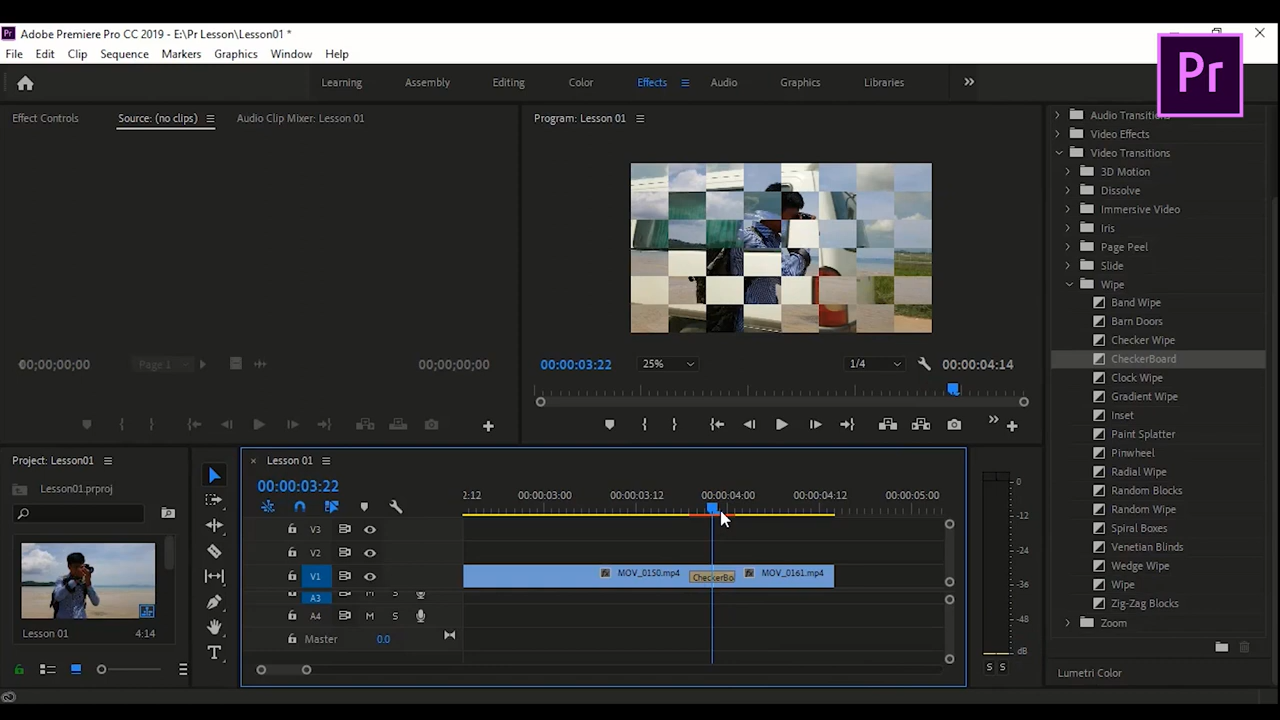 Adobe Premiere Pro CC 2019 - E:\Pr Lesson\Lesson01 *
File Edit Clip Sequence Markers Graphics Window Help
Pr
Learning Assembly Editing Color Effects Audio Graphics Libraries
Effect Controls Source: (no clips) Audio Clip Mixer: Lesson 01
Program: Lesson 01
00;00;00;00 Page 1 00;00;00;00
00:00:03:22 25% 1/4 00:00:04:14
Audio Transitions
Video Effects
Video Transitions
3D Motion
Dissolve
Immersive Video
Iris
Page Peel
Slide
Wipe
Band Wipe
Barn Doors
Checker Wipe
CheckerBoard
Clock Wipe
Gradient Wipe
Inset
Paint Splatter
Pinwheel
Radial Wipe
Random Blocks
Random Wipe
Spiral Boxes
Venetian Blinds
Wedge Wipe
Wipe
Zig-Zag Blocks
Zoom
Lumetri Color
Project: Lesson01
Lesson01.prproj
Lesson 01 4:14
Lesson 01
00:00:03:22
2:12 00:00:03:00 00:00:03:12 00:00:04:00 00:00:04:12 00:00:05:00
V3
V2
V1 MOV_0150.mp4 CheckerBo MOV_0161.mp4
A3 M S
A4 M S
Master 0.0
0
-12
-24
-36
-48
dB
S S